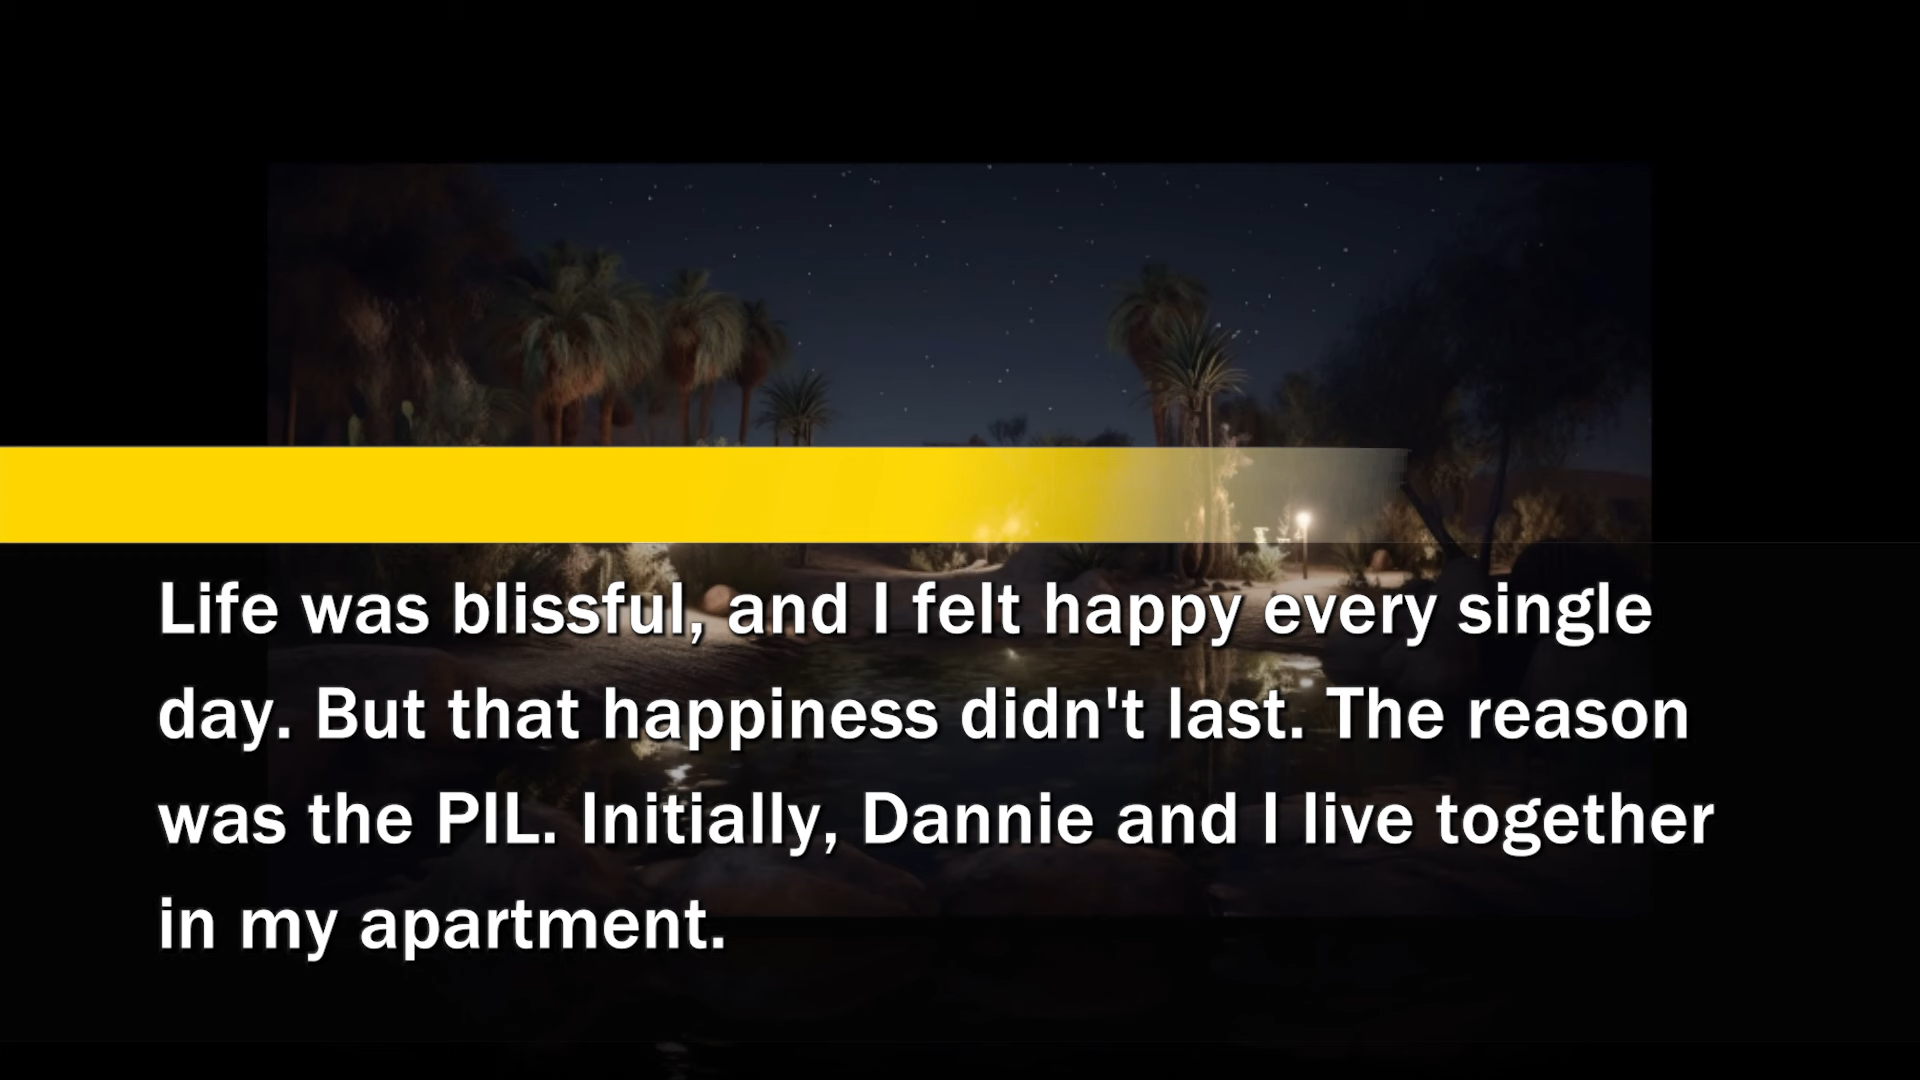 Life was blissful, and I felt happy every single
day. But that happiness didn't last. The reason
was the PIL. Initially, Dannie and I live together
in my apartment.